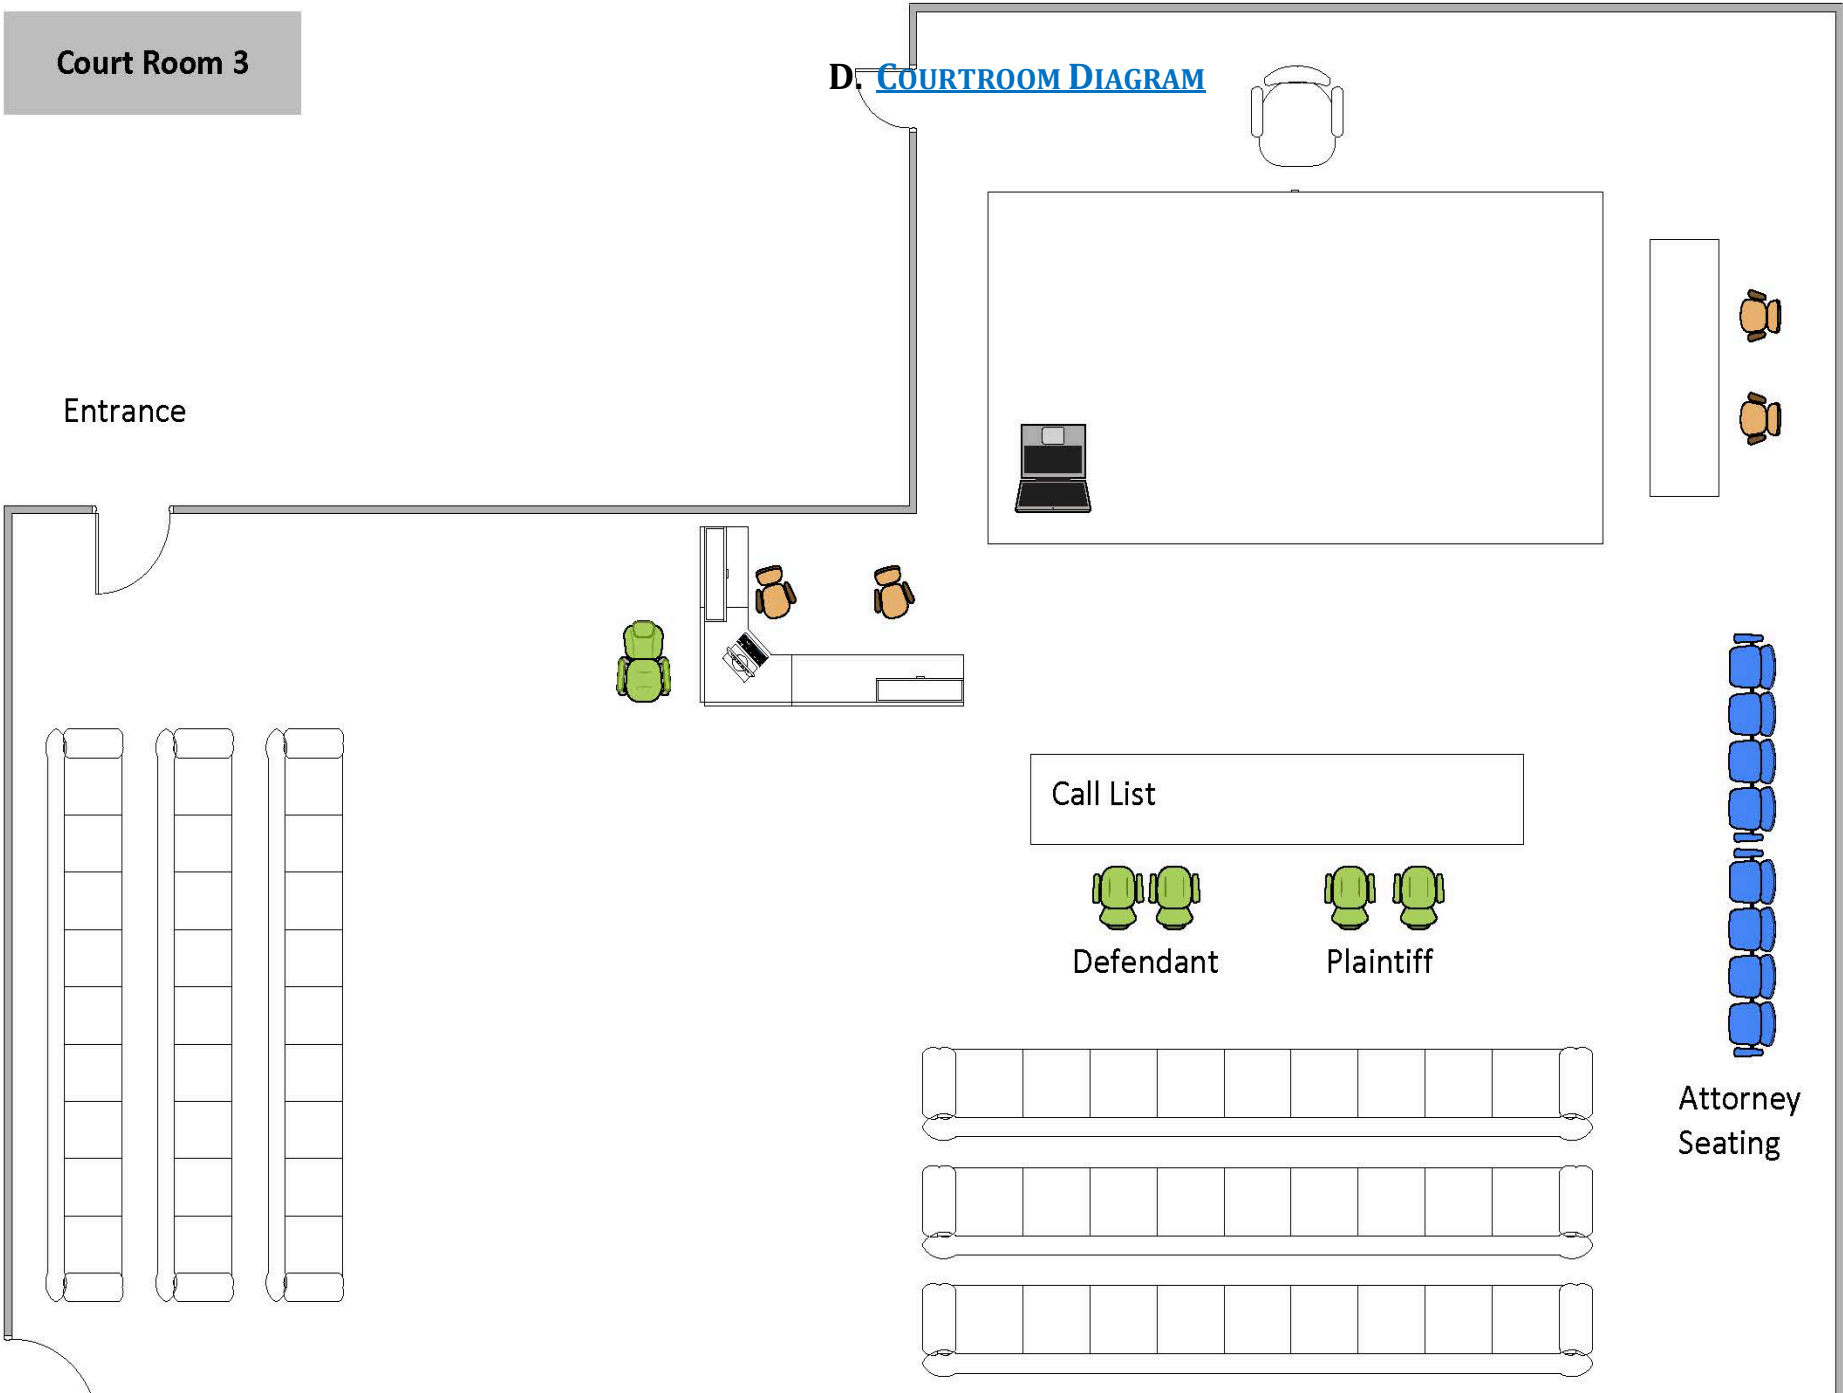 Court Room 3
D. COURTROOM DIAGRAM
Entrance
Call List
Defendant
Plaintiff
Attorney
Seating